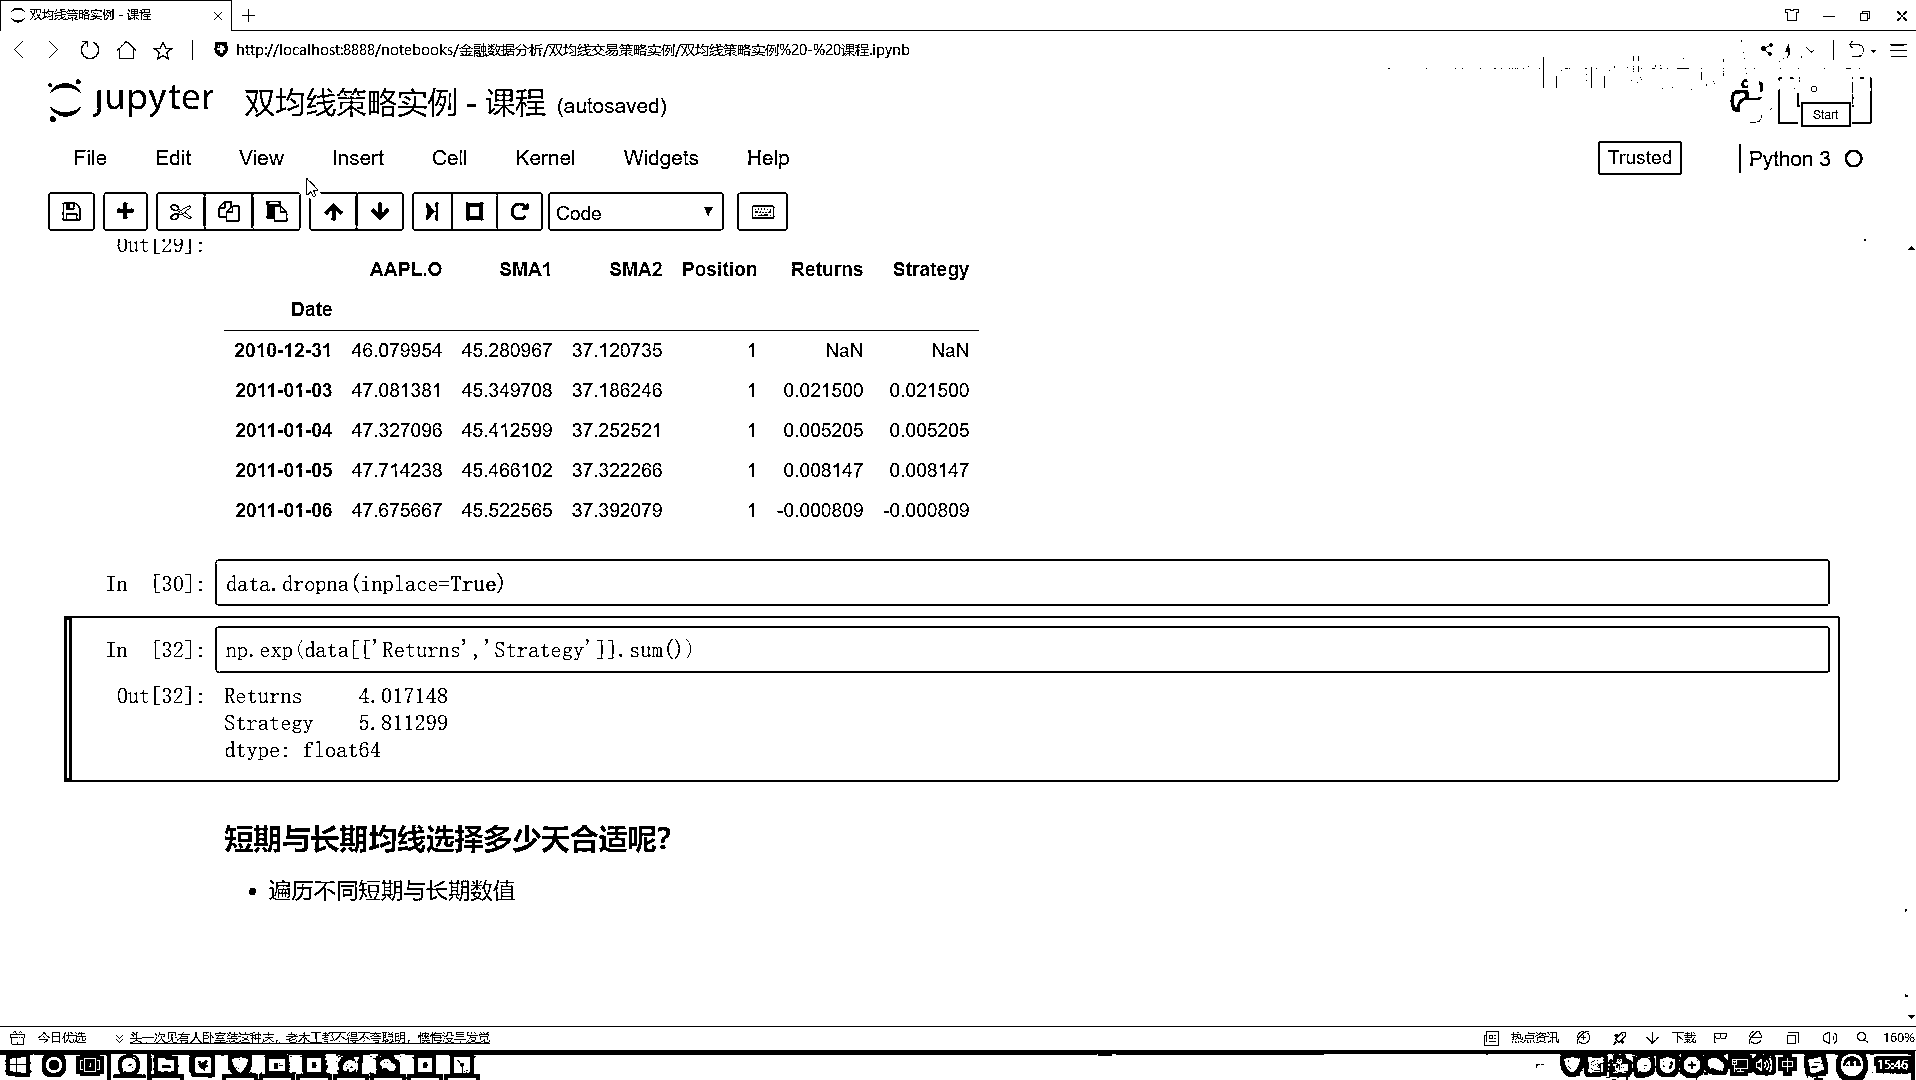 双均线策略实例 - 课程
http://localhost:8888/notebooks/金融数据分析/双均线交易策略实例/双均线策略实例%20-%20课程.ipynb
jupyter 双均线策略实例 - 课程 (autosaved)
Start
File Edit View Insert Cell Kernel Widgets Help
Trusted Python 3
Code
Out[29]:
AAPL.O SMA1 SMA2 Position Returns Strategy
Date
2010-12-31 46.079954 45.280967 37.120735 1 NaN NaN
2011-01-03 47.081381 45.349708 37.186246 1 0.021500 0.021500
2011-01-04 47.327096 45.412599 37.252521 1 0.005205 0.005205
2011-01-05 47.714238 45.466102 37.322266 1 0.008147 0.008147
2011-01-06 47.675667 45.522565 37.392079 1 -0.000809 -0.000809
In [30]: data.dropna(inplace=True)
In [32]: np.exp(data[['Returns','Strategy']].sum())
Out[32]: Returns 4.017148
Strategy 5.811299
dtype: float64
短期与长期均线选择多少天合适呢?
• 遍历不同短期与长期数值
今日优选 头一次见有人卧室装这种床，老木工都不得不夸聪明，懊悔没早发觉 热点资讯 下载 160%
中 15:46